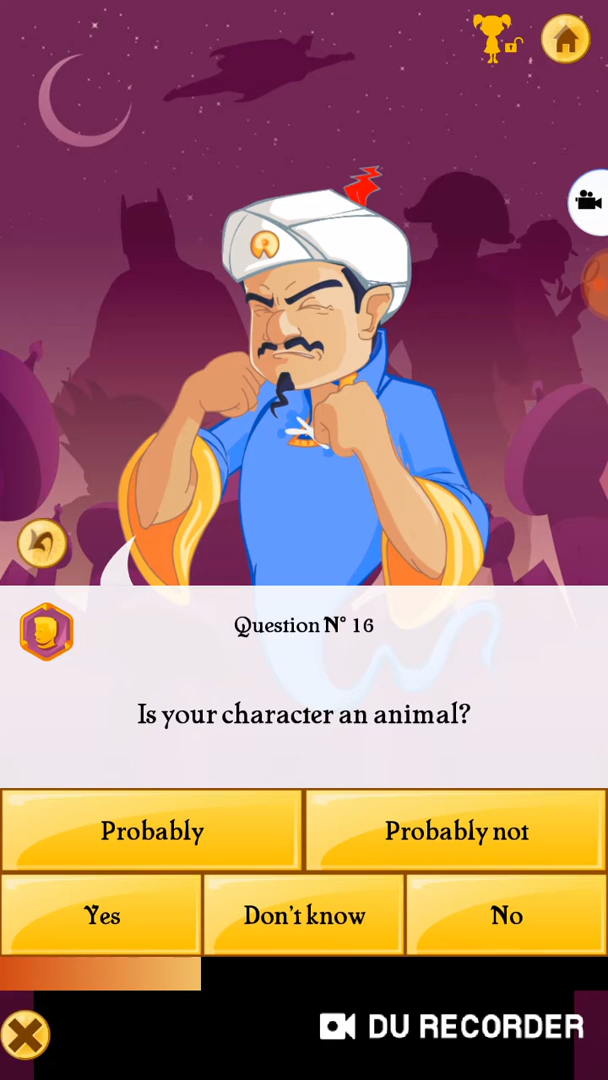 Question N° 16
Is your character an animal?
Probably
Probably not
Yes
Don't know
No
DU RECORDER